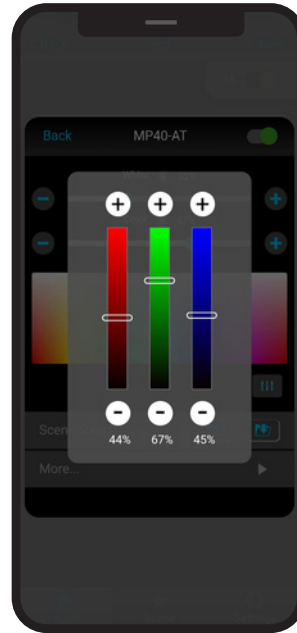 Back MP40-AT
+ + +
- - -
44% 67% 45%
Scen
More...